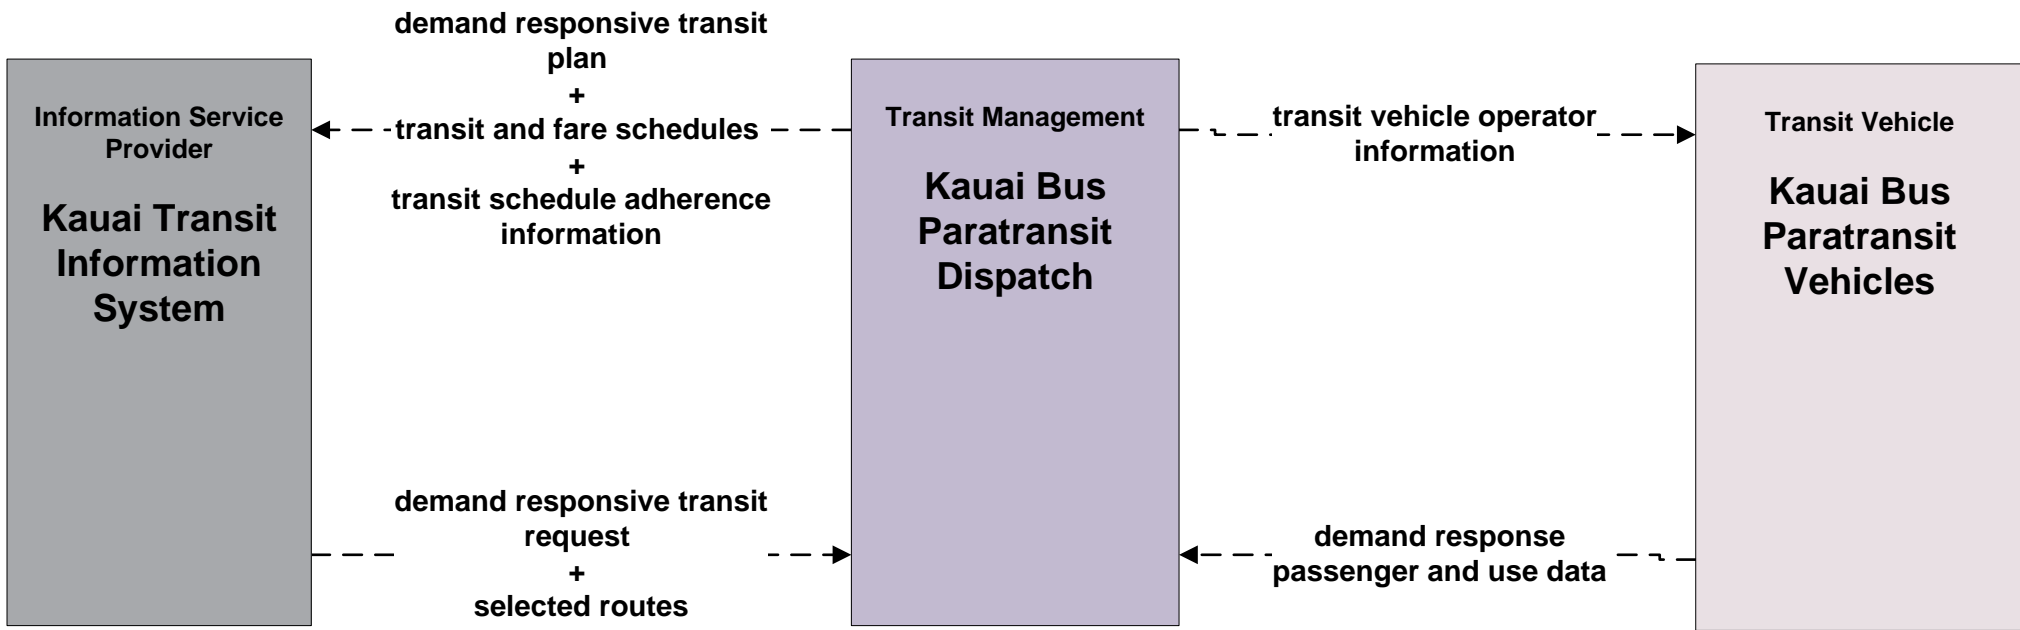 demand responsive transit
plan
+
transit and fare schedules
+
transit schedule adherence
information
Information Service
Provider
Kauai Transit
Information
System
Transit Management
Kauai Bus
Paratransit
Dispatch
transit vehicle operator
information
Transit Vehicle
Kauai Bus
Paratransit
Vehicles
demand responsive transit
request
+
selected routes
demand response
passenger and use data